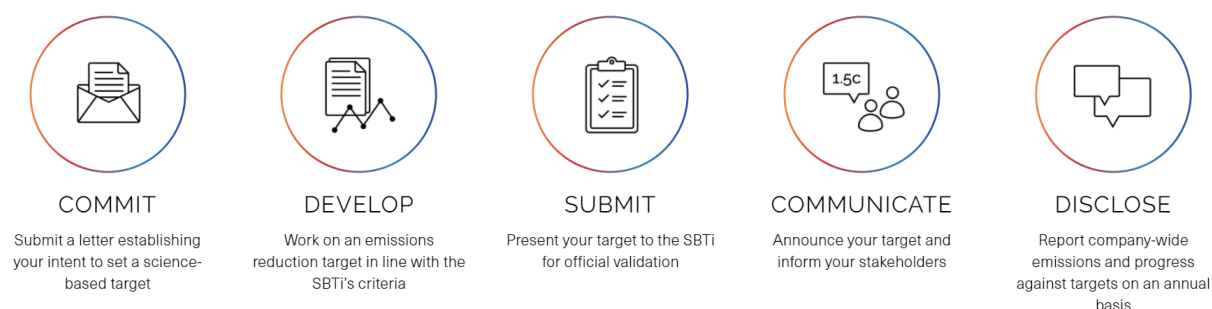 COMMIT
Submit a letter establishing
your intent to set a science-
based target
DEVELOP
Work on an emissions
reduction target in line with the
SBTi's criteria
SUBMIT
Present your target to the SBTi
for official validation
1.5c
COMMUNICATE
Announce your target and
inform your stakeholders
DISCLOSE
Report company-wide
emissions and progress
against targets on an annual
basis